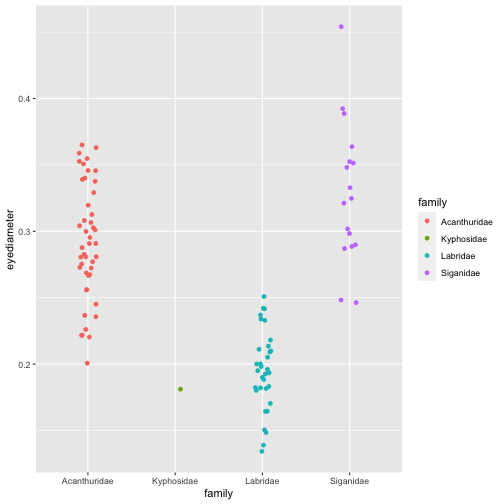 0.4
0.3
0.2
eyediameter
Acanthuridae Kyphosidae Labridae Siganidae
family
family
Acanthuridae
Kyphosidae
Labridae
Siganidae